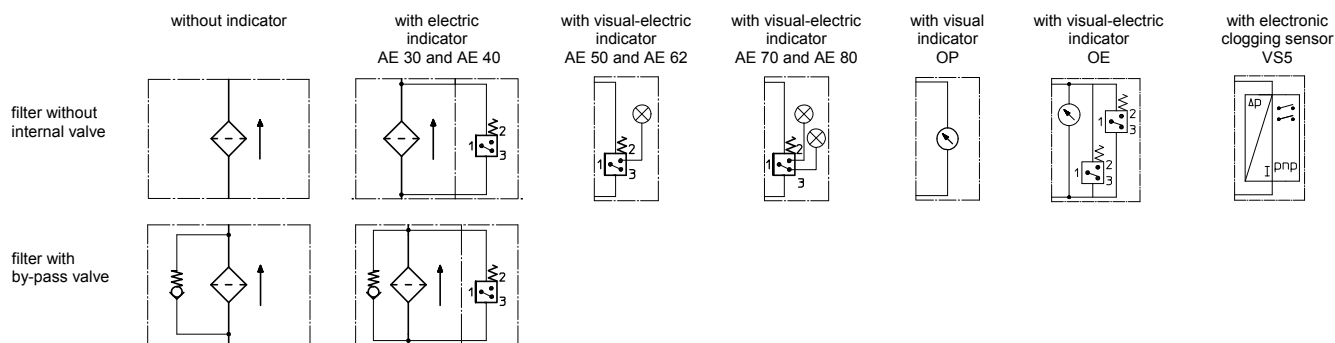 without indicator
with electric
indicator
AE 30 and AE 40
with visual-electric
indicator
AE 50 and AE 62
with visual-electric
indicator
AE 70 and AE 80
with visual
indicator
OP
with visual-electric
indicator
OE
with electronic
clogging sensor
VS5
filter without
internal valve
1 2 3
1 2 3
1 2 3
1 2 3
1 2 3
Δp
I pnp
filter with
by-pass valve
1 2 3